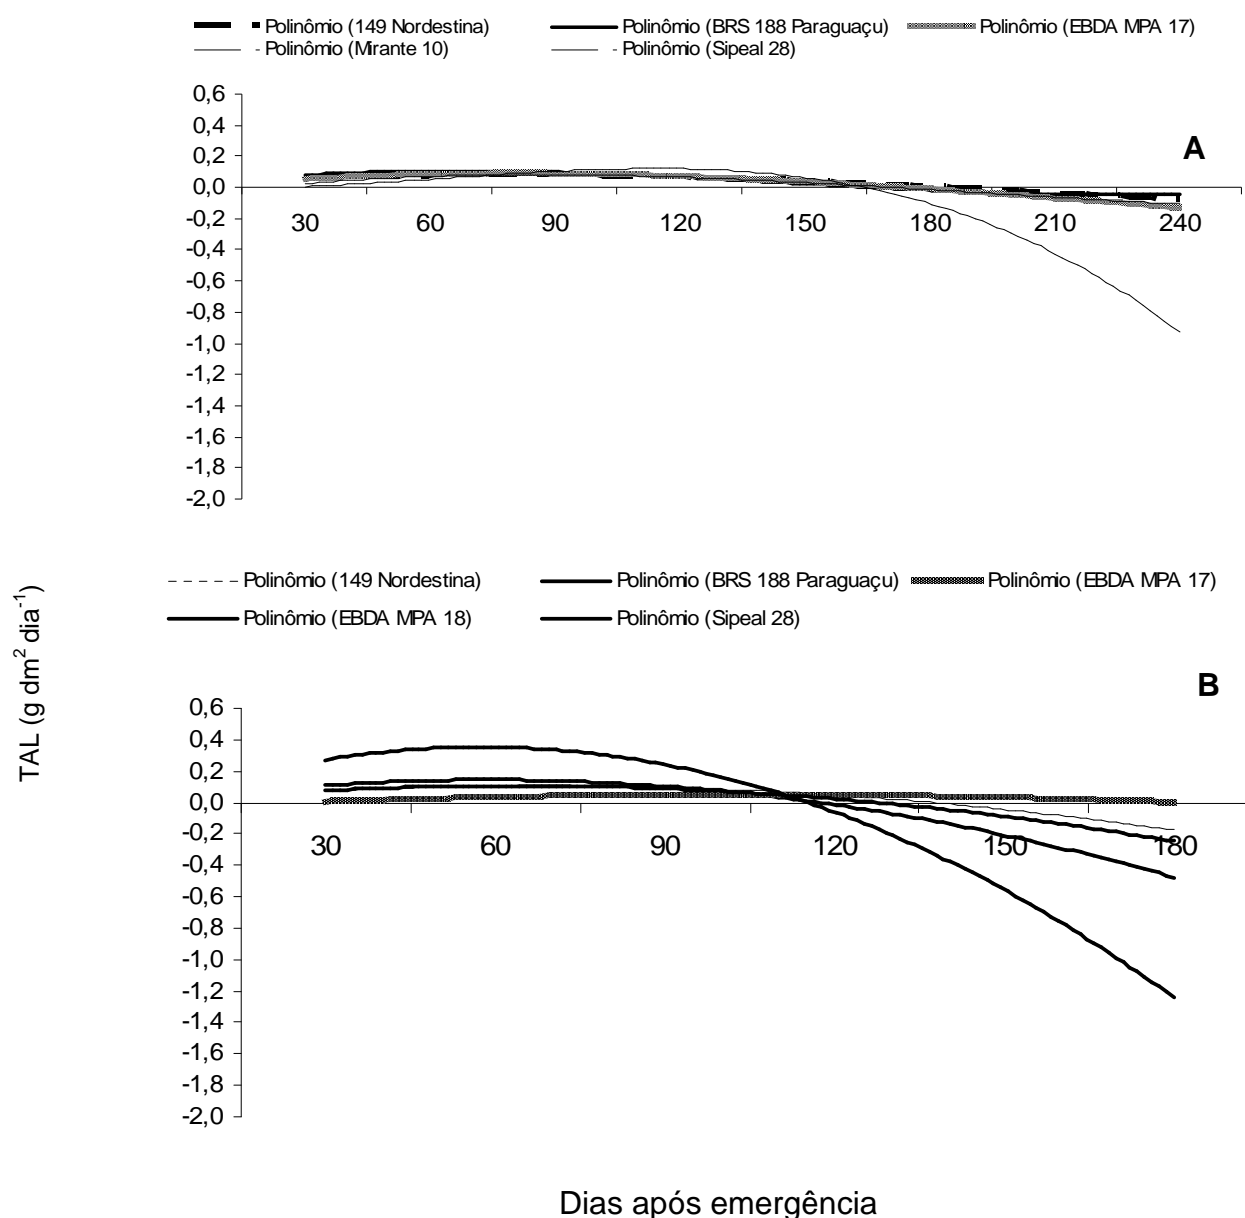 Polinômio (149 Nordestina) Polinômio (BRS 188 Paraguaçu) Polinômio (EBDA MPA 17)
Polinômio (Mirante 10) Polinômio (Sipeal 28)
A
0,6
0,4
0,2
0,0
-0,2
-0,4
-0,6
-0,8
-1,0
-1,2
-1,4
-1,6
-1,8
-2,0
30 60 90 120 150 180 210 240
TAL (g dm² dia⁻¹)
Polinômio (149 Nordestina) Polinômio (BRS 188 Paraguaçu) Polinômio (EBDA MPA 17)
Polinômio (EBDA MPA 18) Polinômio (Sipeal 28)
B
0,6
0,4
0,2
0,0
-0,2
-0,4
-0,6
-0,8
-1,0
-1,2
-1,4
-1,6
-1,8
-2,0
30 60 90 120 150 180
Dias após emergência